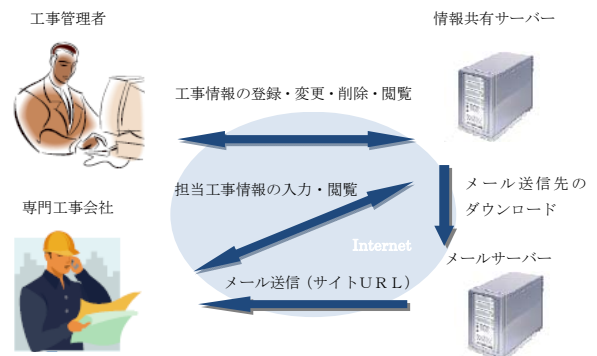 工事管理者
情報共有サーバー
工事情報の登録・変更・削除・閲覧
担当工事情報の入力・閲覧
メール送信先の
ダウンロード
専門工事会社
Internet
メールサーバー
メール送信（サイトＵＲＬ）